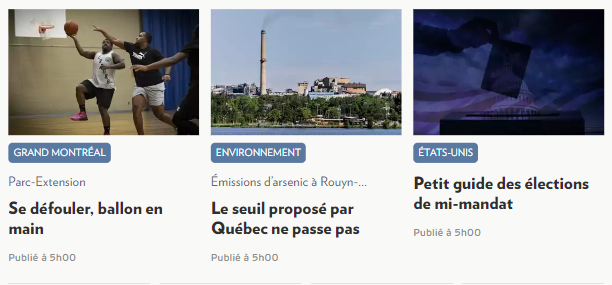 GRAND MONTRÉAL
Parc-Extension
Se défouler, ballon en
main
Publié à 5h00
ENVIRONNEMENT
Émissions d'arsenic à Rouyn-...
Le seuil proposé par
Québec ne passe pas
Publié à 5h00
ÉTATS-UNIS
Petit guide des élections
de mi-mandat
Publié à 5h00